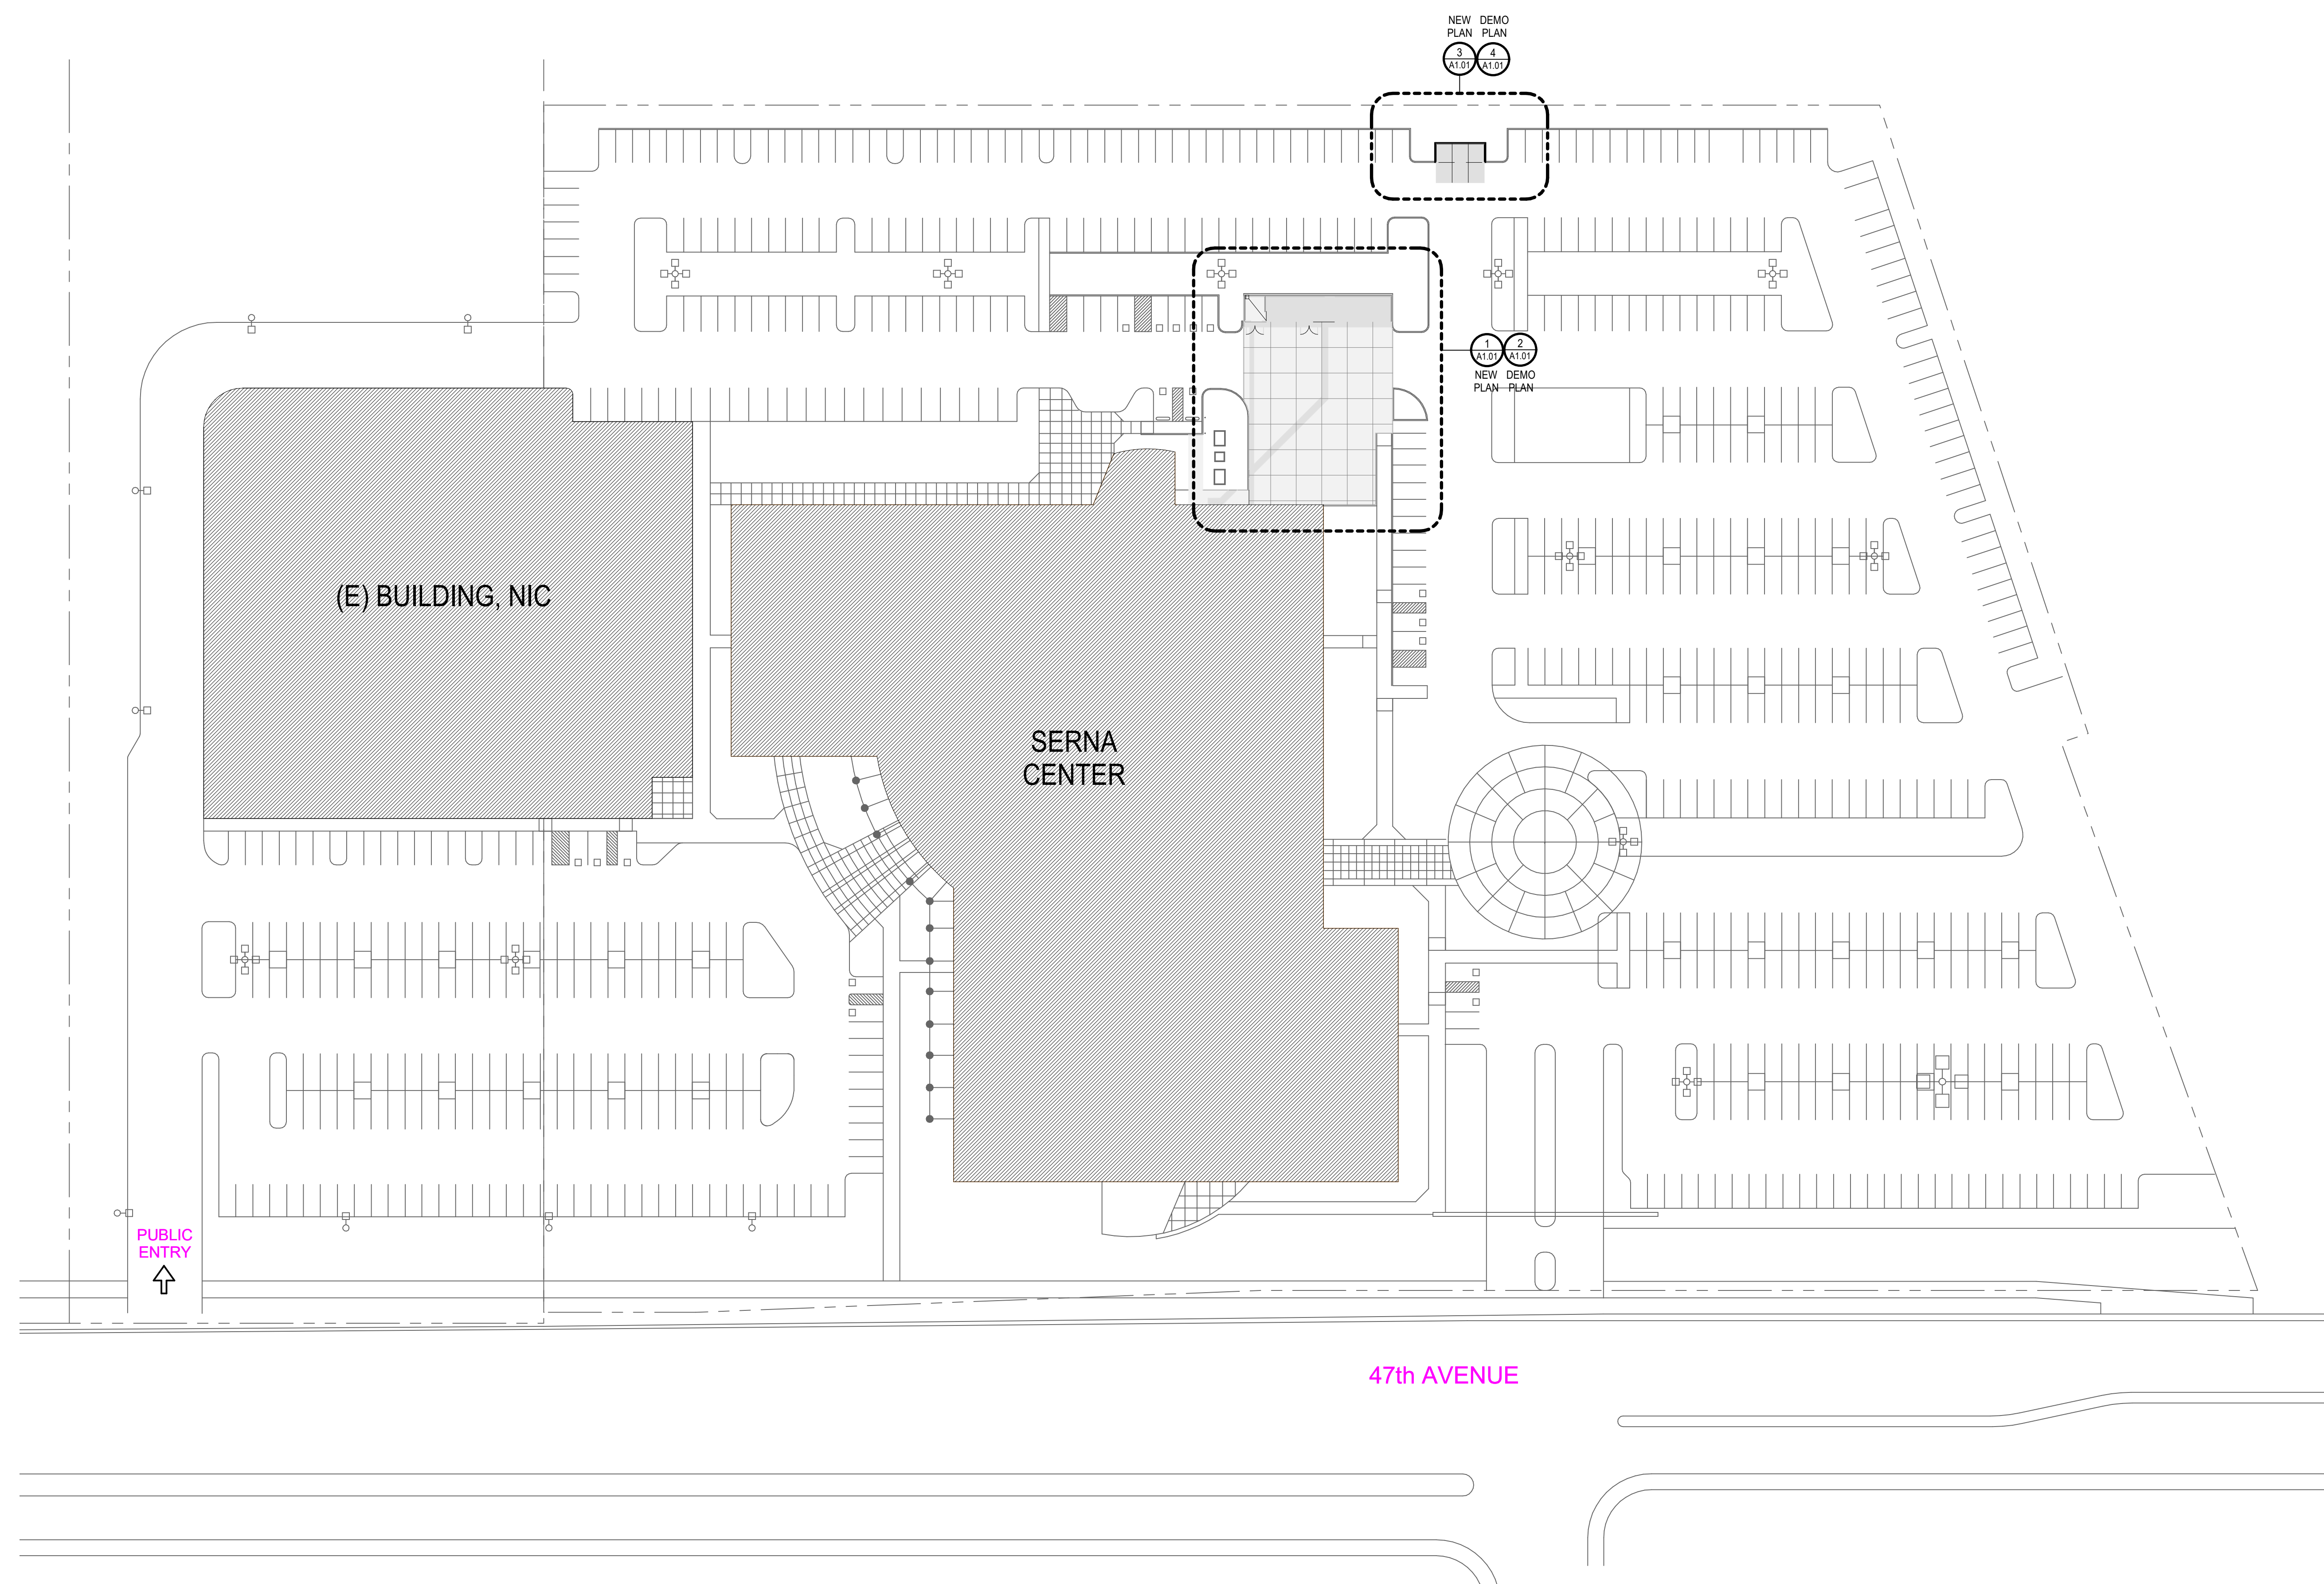 NEW DEMO
PLAN PLAN
3 4
A1.01 A1.01
1 2
A1.01 A1.01
NEW DEMO
PLAN PLAN
(E) BUILDING, NIC
SERNA
CENTER
PUBLIC
ENTRY
47th AVENUE